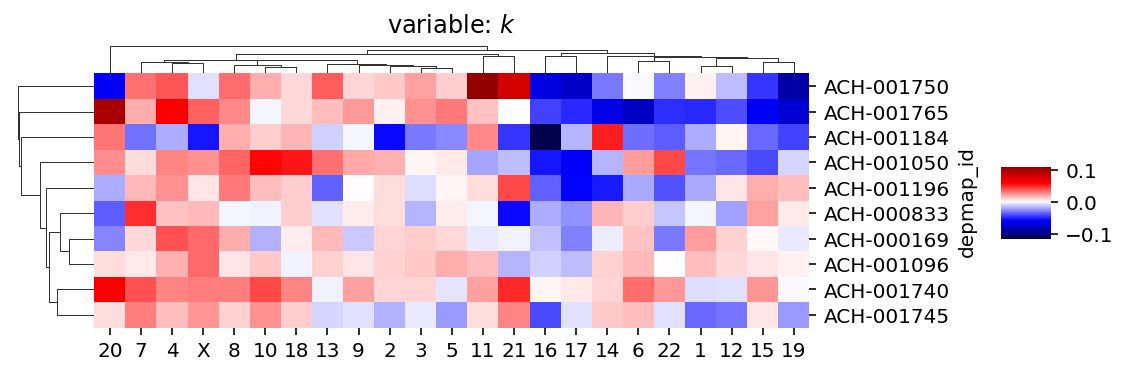 variable: k
ACH-001750
ACH-001765
ACH-001184
ACH-001050
ACH-001196
ACH-000833
ACH-000169
ACH-001096
ACH-001740
ACH-001745
depmap_id
0.1
0.0
−0.1
20 7 4 X 8 10 18 13 9 2 3 5 11 21 16 17 14 6 22 1 12 15 19